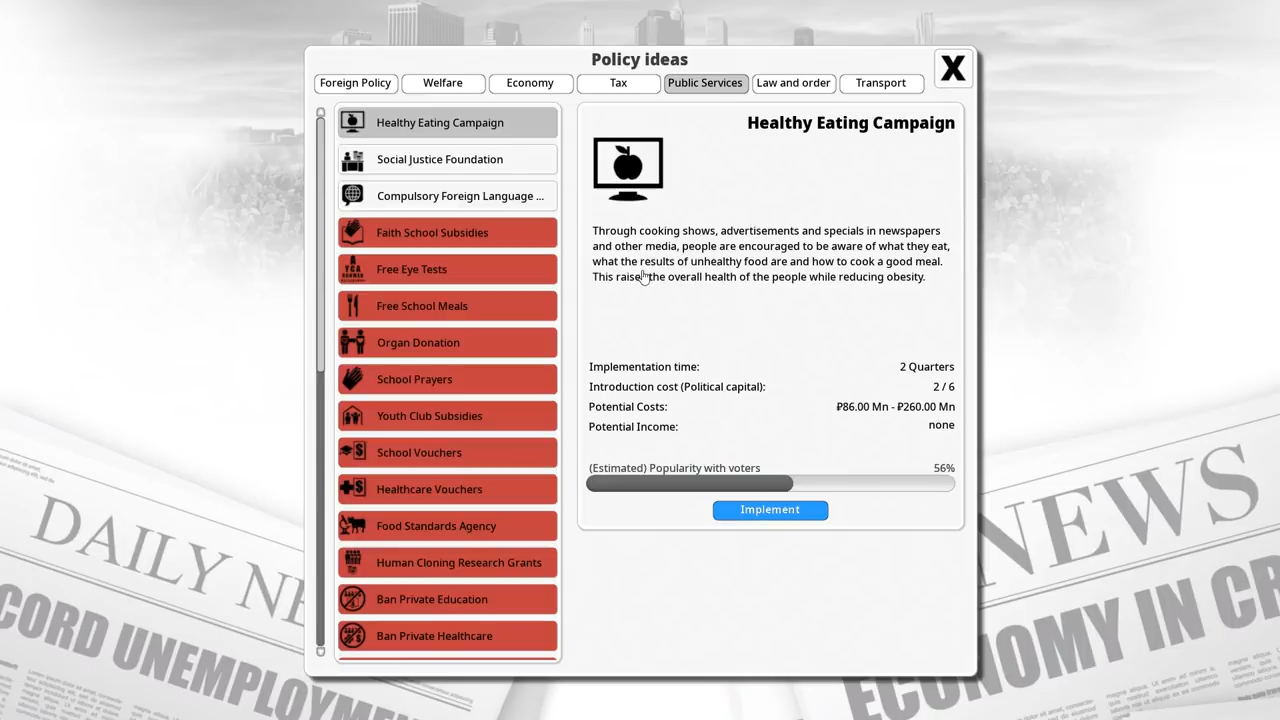 Policy ideas
X
Foreign Policy
Welfare
Economy
Tax
Public Services
Law and order
Transport
Healthy Eating Campaign
Social Justice Foundation
Compulsory Foreign Language ...
Faith School Subsidies
Free Eye Tests
Free School Meals
Organ Donation
School Prayers
Youth Club Subsidies
School Vouchers
Healthcare Vouchers
Food Standards Agency
Human Cloning Research Grants
Ban Private Education
Ban Private Healthcare
Healthy Eating Campaign
Through cooking shows, advertisements and specials in newspapers
and other media, people are encouraged to be aware of what they eat,
what the results of unhealthy food are and how to cook a good meal.
This raises the overall health of the people while reducing obesity.
Implementation time: 2 Quarters
Introduction cost (Political capital): 2 / 6
Potential Costs: ₽86.00 Mn - ₽260.00 Mn
Potential Income: none
(Estimated) Popularity with voters 56%
Implement
DAILY NE
CORD UNEMPLOYM
NEWS
ECONOMY IN CR